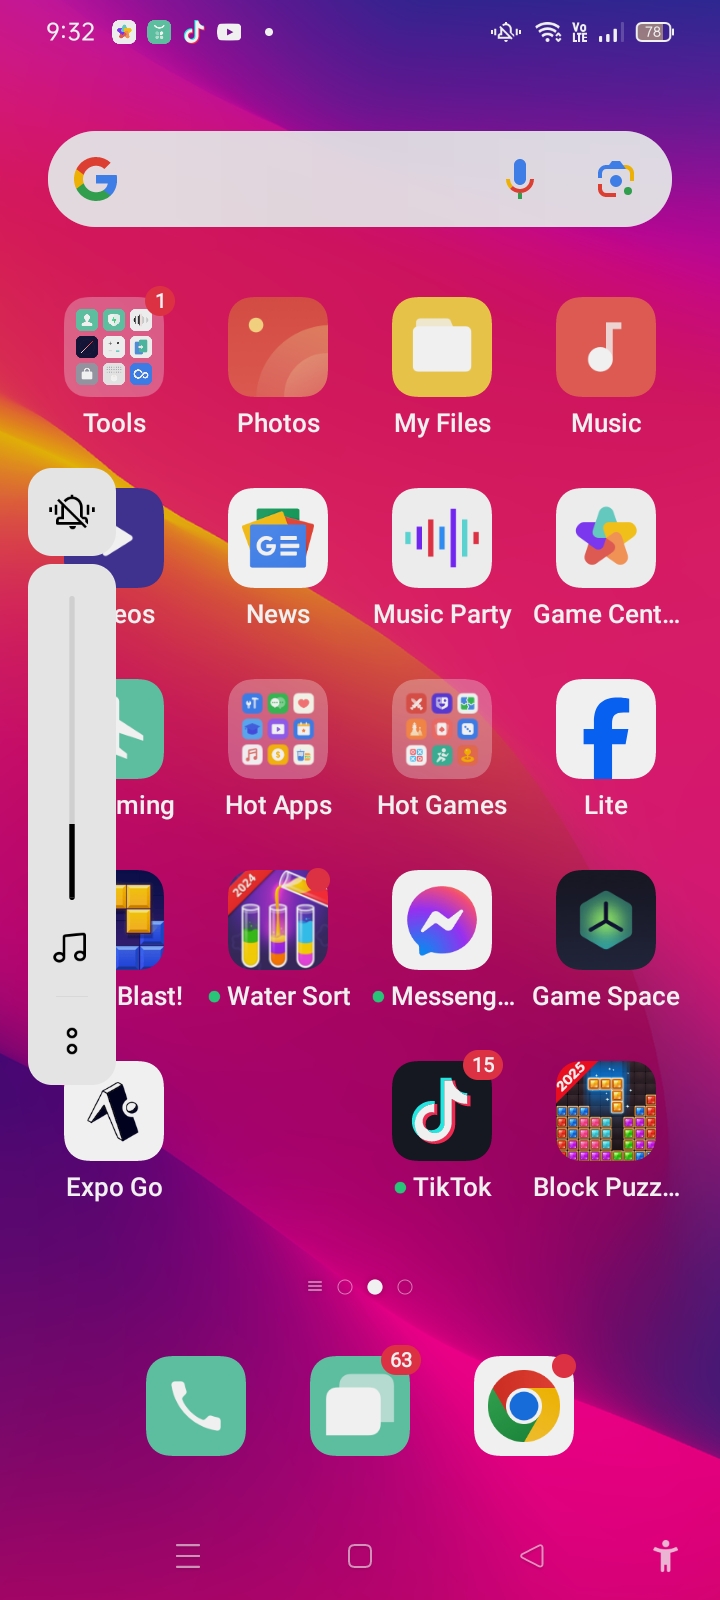 9:32
Vo
LTE
78
1
Tools
Photos
My Files
Music
eos
News
Music Party
Game Cent...
ming
Hot Apps
Hot Games
Lite
2024
Blast!
Water Sort
Messeng...
Game Space
15
2025
Expo Go
TikTok
Block Puzz...
63